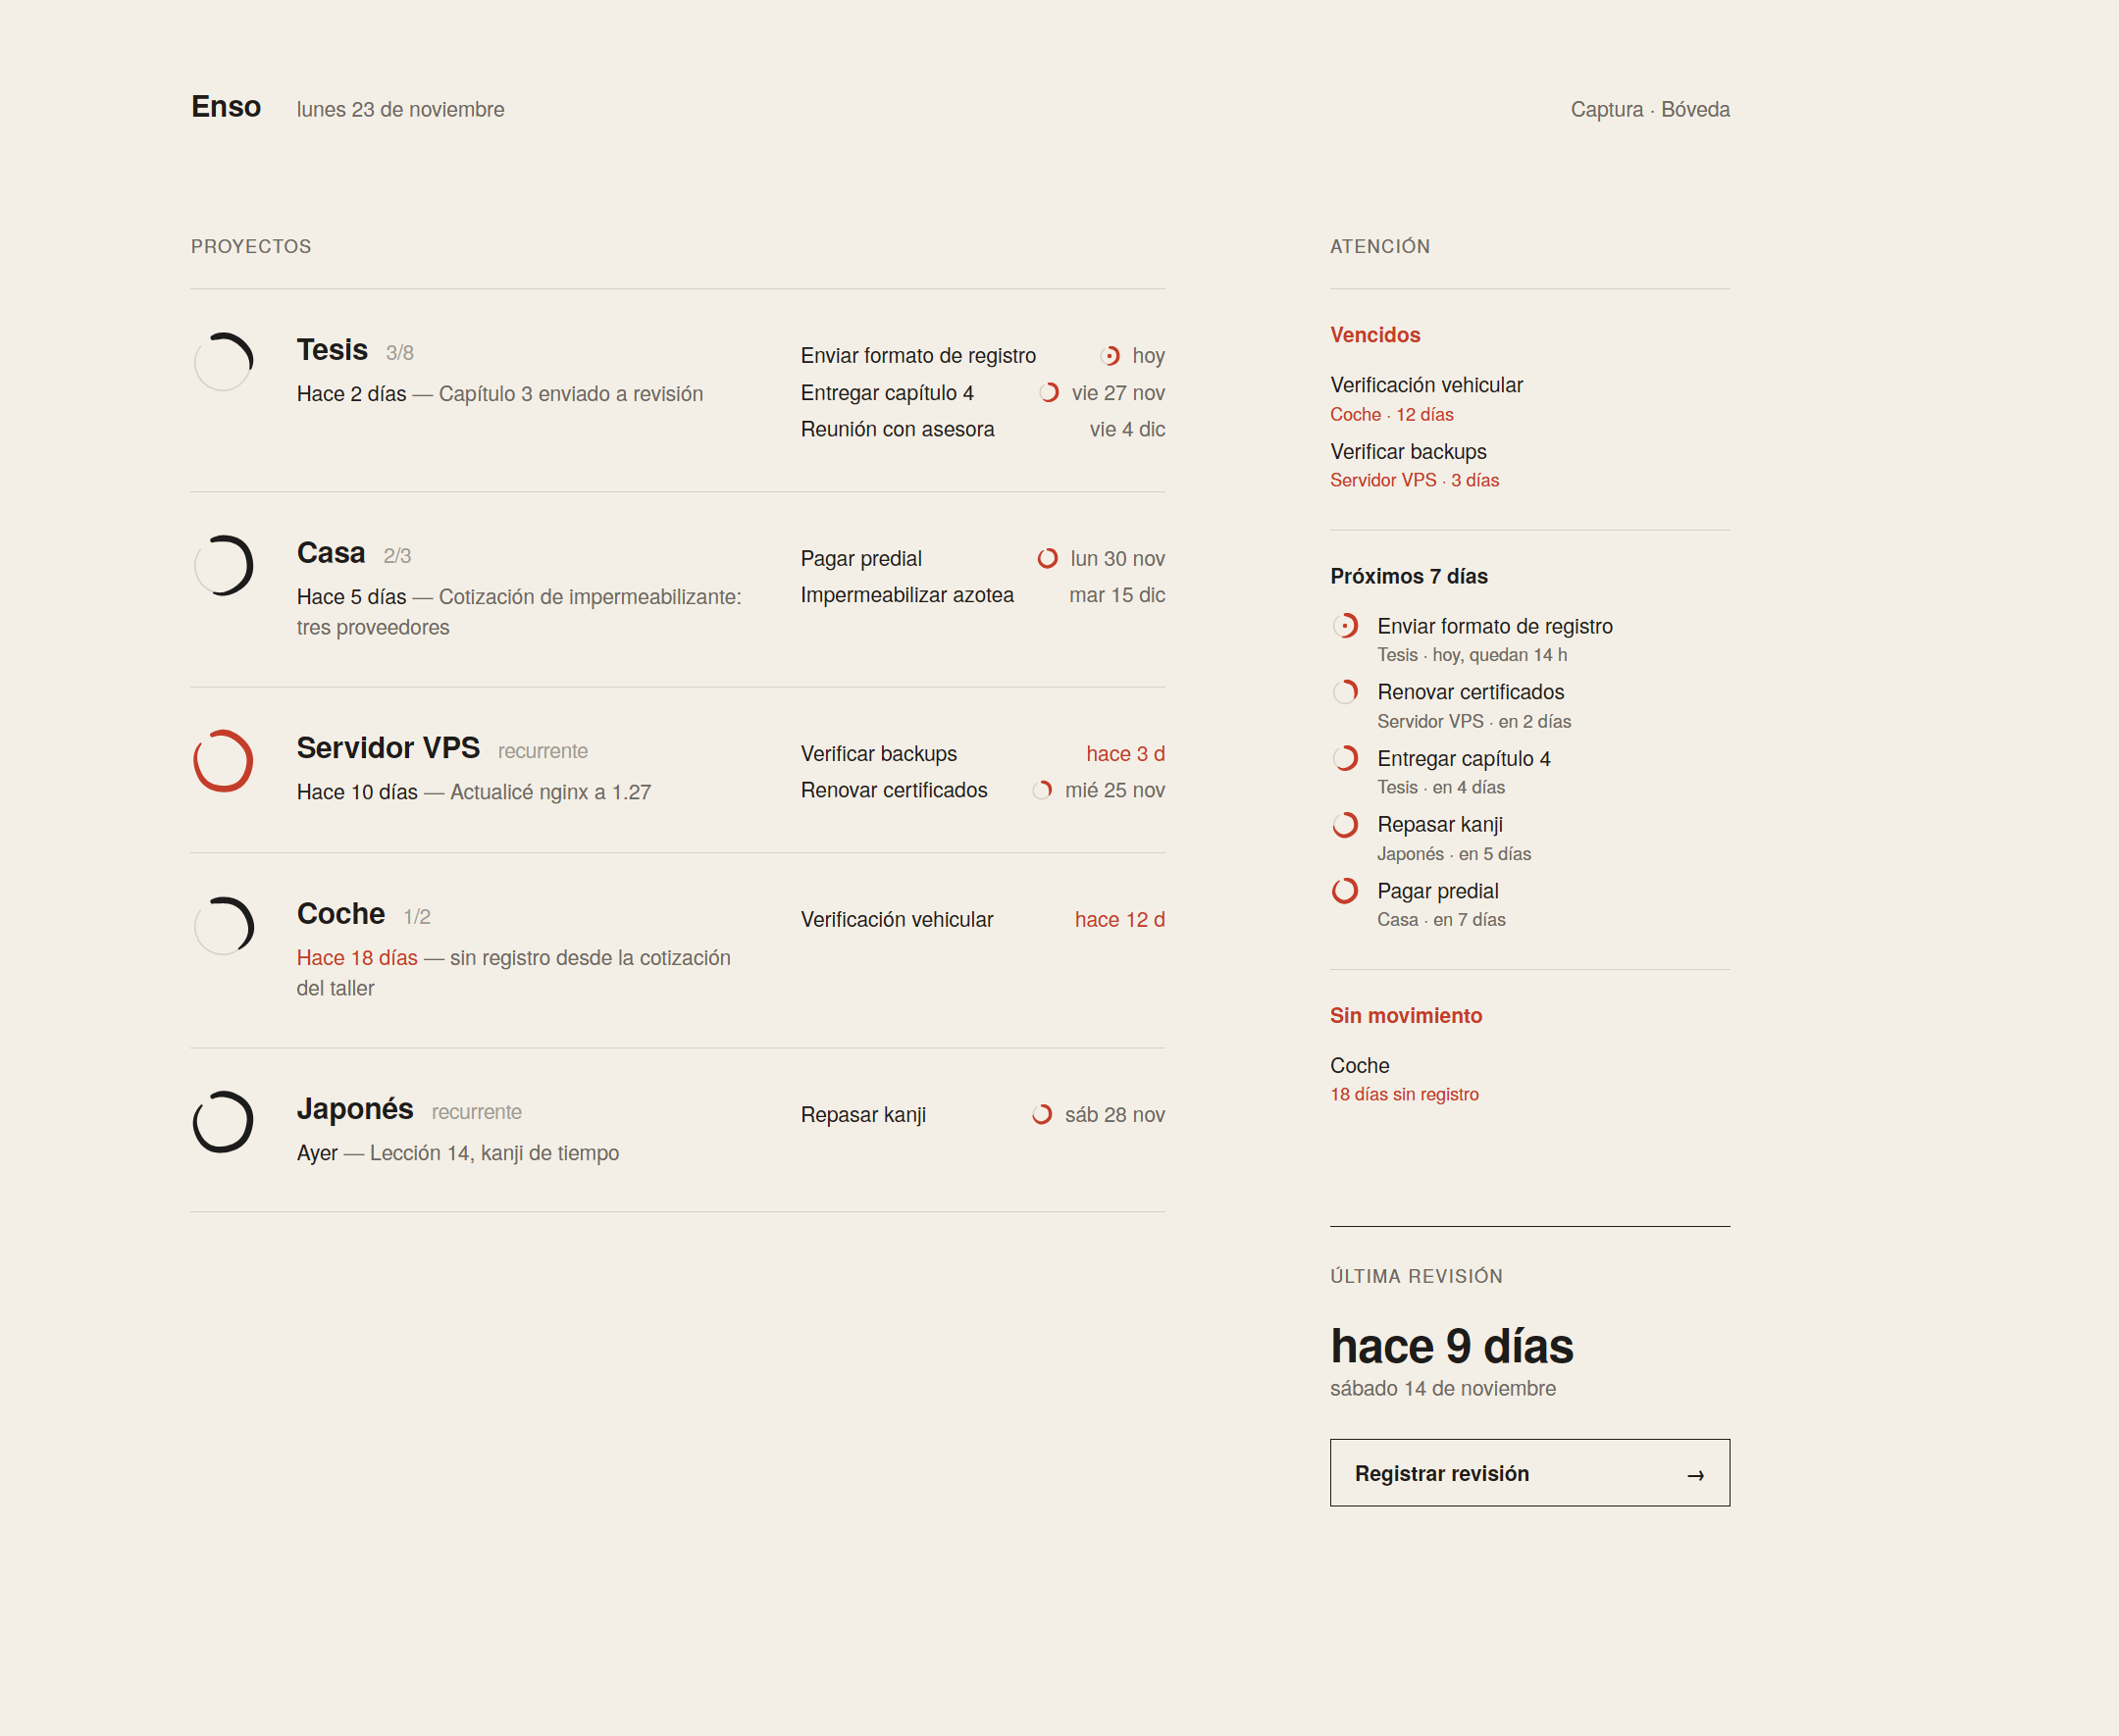 Enso lunes 23 de noviembre Captura · Bóveda
PROYECTOS
Tesis 3/8
Hace 2 días — Capítulo 3 enviado a revisión
Enviar formato de registro hoy
Entregar capítulo 4 vie 27 nov
Reunión con asesora vie 4 dic
Casa 2/3
Hace 5 días — Cotización de impermeabilizante:
tres proveedores
Pagar predial lun 30 nov
Impermeabilizar azotea mar 15 dic
Servidor VPS recurrente
Hace 10 días — Actualicé nginx a 1.27
Verificar backups hace 3 d
Renovar certificados mié 25 nov
Coche 1/2
Hace 18 días — sin registro desde la cotización
del taller
Verificación vehicular hace 12 d
Japonés recurrente
Ayer — Lección 14, kanji de tiempo
Repasar kanji sáb 28 nov
ATENCIÓN
Vencidos
Verificación vehicular
Coche · 12 días
Verificar backups
Servidor VPS · 3 días
Próximos 7 días
Enviar formato de registro
Tesis · hoy, quedan 14 h
Renovar certificados
Servidor VPS · en 2 días
Entregar capítulo 4
Tesis · en 4 días
Repasar kanji
Japonés · en 5 días
Pagar predial
Casa · en 7 días
Sin movimiento
Coche
18 días sin registro
ÚLTIMA REVISIÓN
hace 9 días
sábado 14 de noviembre
Registrar revisión →